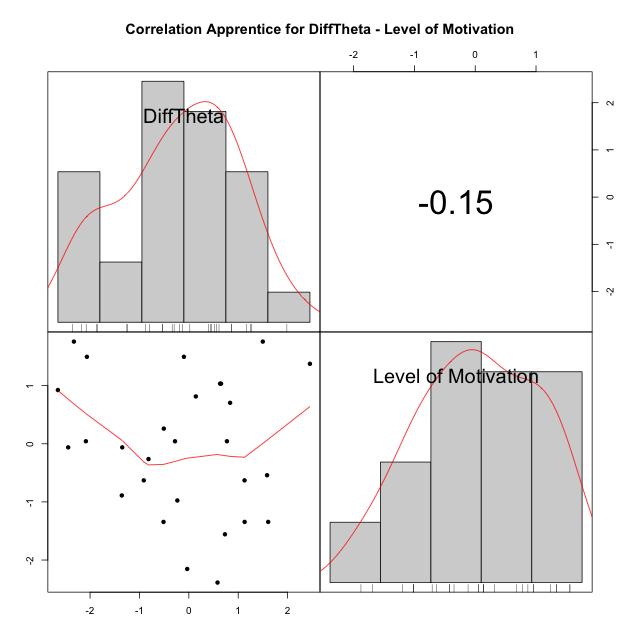 Correlation Apprentice for DiffTheta - Level of Motivation
-2 -1 0 1
DiffTheta
-0.15
2
1
0
-1
-2
Level of Motivation
1
0
-1
-2
-2 -1 0 1 2